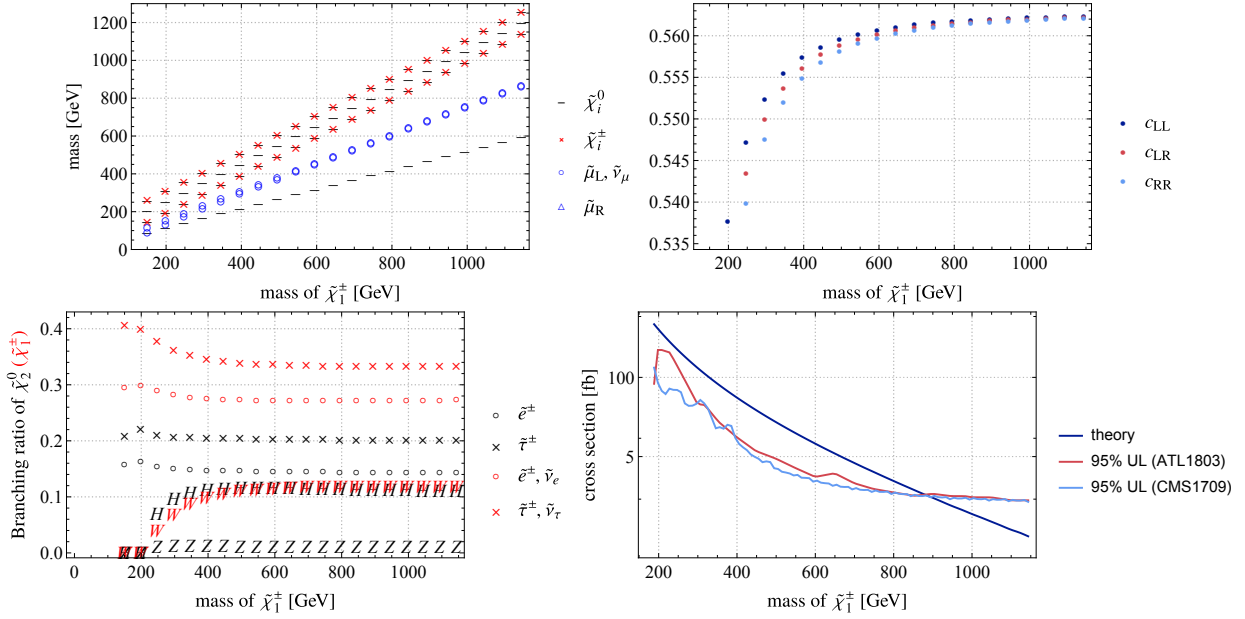 mass [GeV]
1200
1000
800
600
400
200
0
200 400 600 800 1000
mass of χ̃₁± [GeV]
χ̃ᵢ⁰
χ̃ᵢ±
μ̃L, ν̃μ
μ̃R
0.560
0.555
0.550
0.545
0.540
0.535
200 400 600 800 1000
mass of χ̃₁± [GeV]
cLL
cLR
cRR
Branching ratio of χ̃₂⁰ (χ̃₁±)
0.4
0.3
0.2
0.1
0.0
H H H H H H H H H H H H H H H H H H H H H
W W W W W W W W W W W W W W W W W W W W W
Z Z Z Z Z Z Z Z Z Z Z Z Z Z Z Z Z Z Z
0 200 400 600 800 1000
mass of χ̃₁± [GeV]
ẽ±
τ̃±
ẽ±, ν̃e
τ̃±, ν̃τ
cross section [fb]
100
5
200 400 600 800 1000
mass of χ̃₁± [GeV]
theory
95% UL (ATL1803)
95% UL (CMS1709)